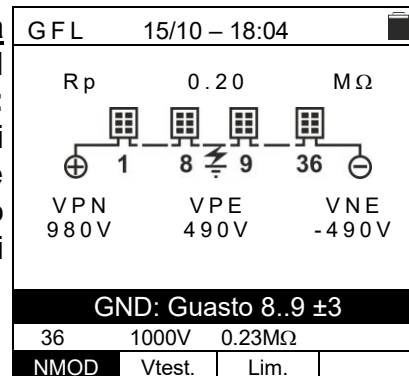 GFL 15/10 – 18:04
Rp 0.20 MΩ
1 8 9 36
VPN VPE VNE
980V 490V -490V
GND: Guasto 8..9 ±3
36 1000V 0.23MΩ
NMOD Vtest. Lim.